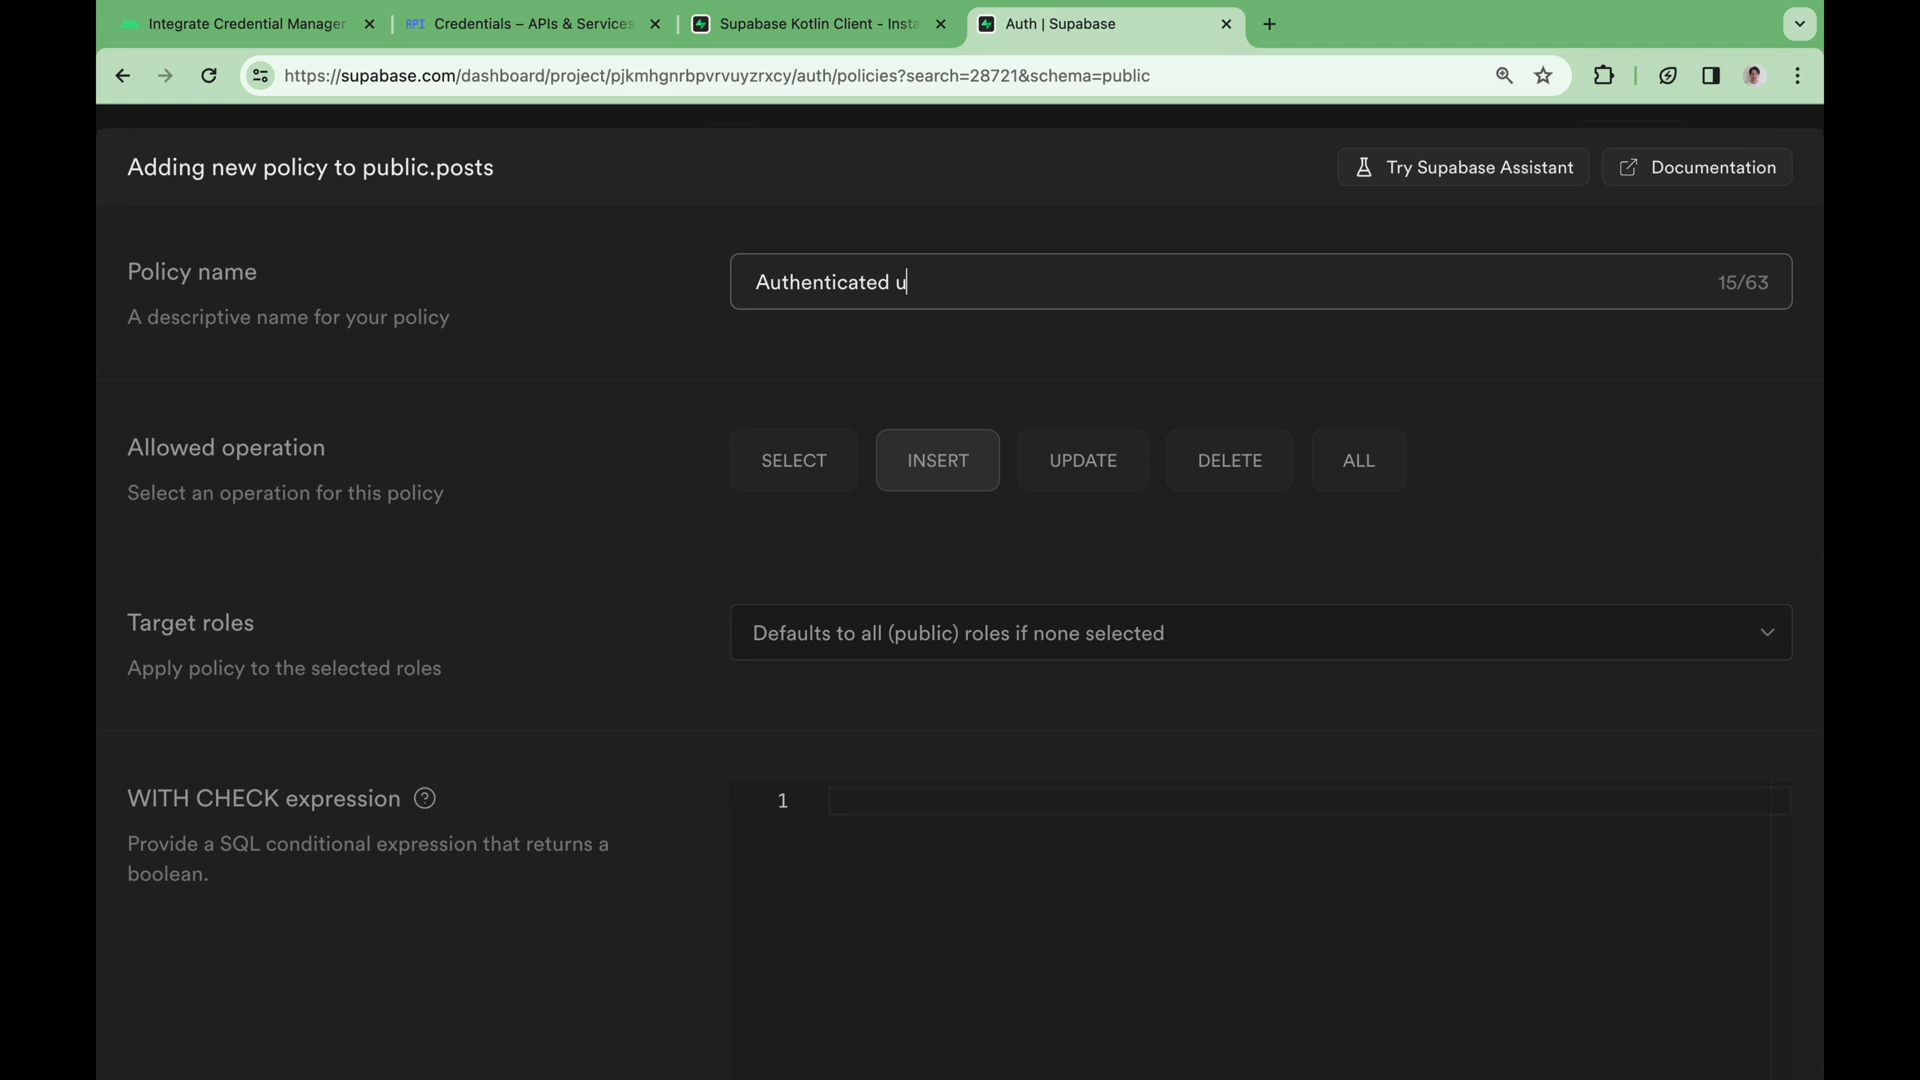 Integrate Credential Manager
API Credentials – APIs & Services
Supabase Kotlin Client - Insta
Auth | Supabase
https://supabase.com/dashboard/project/pjkmhgnrbpvrvuyzrxcy/auth/policies?search=28721&schema=public
Adding new policy to public.posts
Try Supabase Assistant
Documentation
Policy name
A descriptive name for your policy
Authenticated u
15/63
Allowed operation
Select an operation for this policy
SELECT
INSERT
UPDATE
DELETE
ALL
Target roles
Apply policy to the selected roles
Defaults to all (public) roles if none selected
WITH CHECK expression
Provide a SQL conditional expression that returns a
boolean.
1